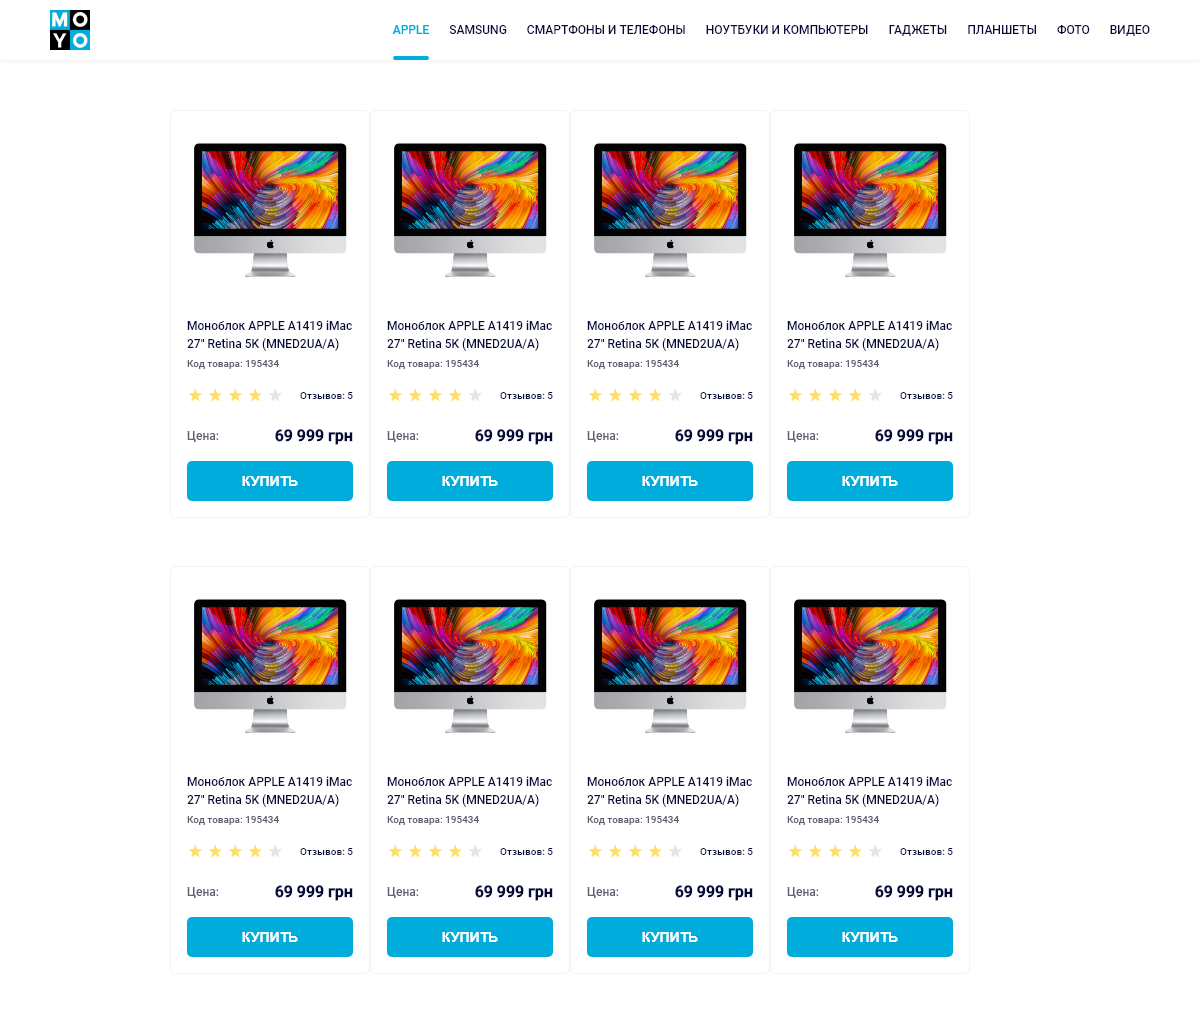 MO
YO
APPLE SAMSUNG СМАРТФОНЫ И ТЕЛЕФОНЫ НОУТБУКИ И КОМПЬЮТЕРЫ ГАДЖЕТЫ ПЛАНШЕТЫ ФОТО ВИДЕО
Моноблок APPLE A1419 iMac
27" Retina 5K (MNED2UA/A)
Код товара: 195434
Отзывов: 5
Цена: 69 999 грн
КУПИТЬ
Моноблок APPLE A1419 iMac
27" Retina 5K (MNED2UA/A)
Код товара: 195434
Отзывов: 5
Цена: 69 999 грн
КУПИТЬ
Моноблок APPLE A1419 iMac
27" Retina 5K (MNED2UA/A)
Код товара: 195434
Отзывов: 5
Цена: 69 999 грн
КУПИТЬ
Моноблок APPLE A1419 iMac
27" Retina 5K (MNED2UA/A)
Код товара: 195434
Отзывов: 5
Цена: 69 999 грн
КУПИТЬ
Моноблок APPLE A1419 iMac
27" Retina 5K (MNED2UA/A)
Код товара: 195434
Отзывов: 5
Цена: 69 999 грн
КУПИТЬ
Моноблок APPLE A1419 iMac
27" Retina 5K (MNED2UA/A)
Код товара: 195434
Отзывов: 5
Цена: 69 999 грн
КУПИТЬ
Моноблок APPLE A1419 iMac
27" Retina 5K (MNED2UA/A)
Код товара: 195434
Отзывов: 5
Цена: 69 999 грн
КУПИТЬ
Моноблок APPLE A1419 iMac
27" Retina 5K (MNED2UA/A)
Код товара: 195434
Отзывов: 5
Цена: 69 999 грн
КУПИТЬ